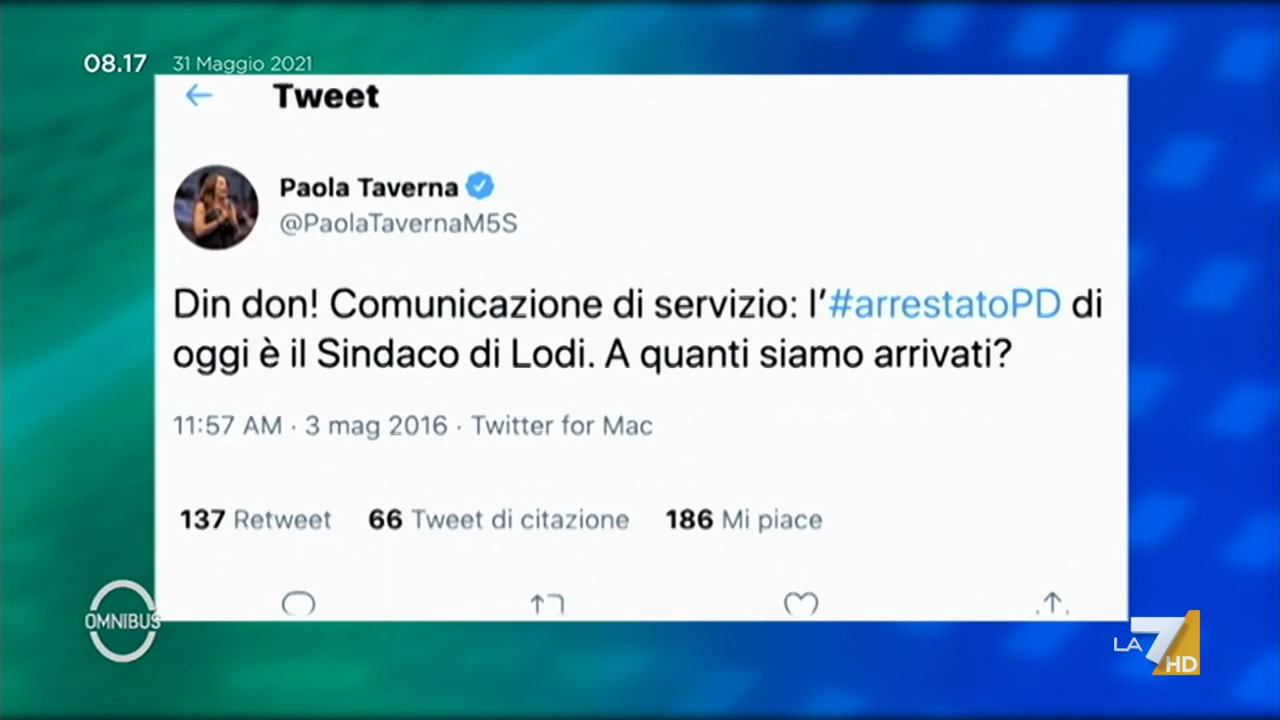 08.17 31 Maggio 2021
Tweet
Paola Taverna
@PaolaTavernaM5S
Din don! Comunicazione di servizio: l'#arrestatoPD di
oggi è il Sindaco di Lodi. A quanti siamo arrivati?
11:57 AM · 3 mag 2016 · Twitter for Mac
137 Retweet 66 Tweet di citazione 186 Mi piace
OMNIBUS
LA 7 HD